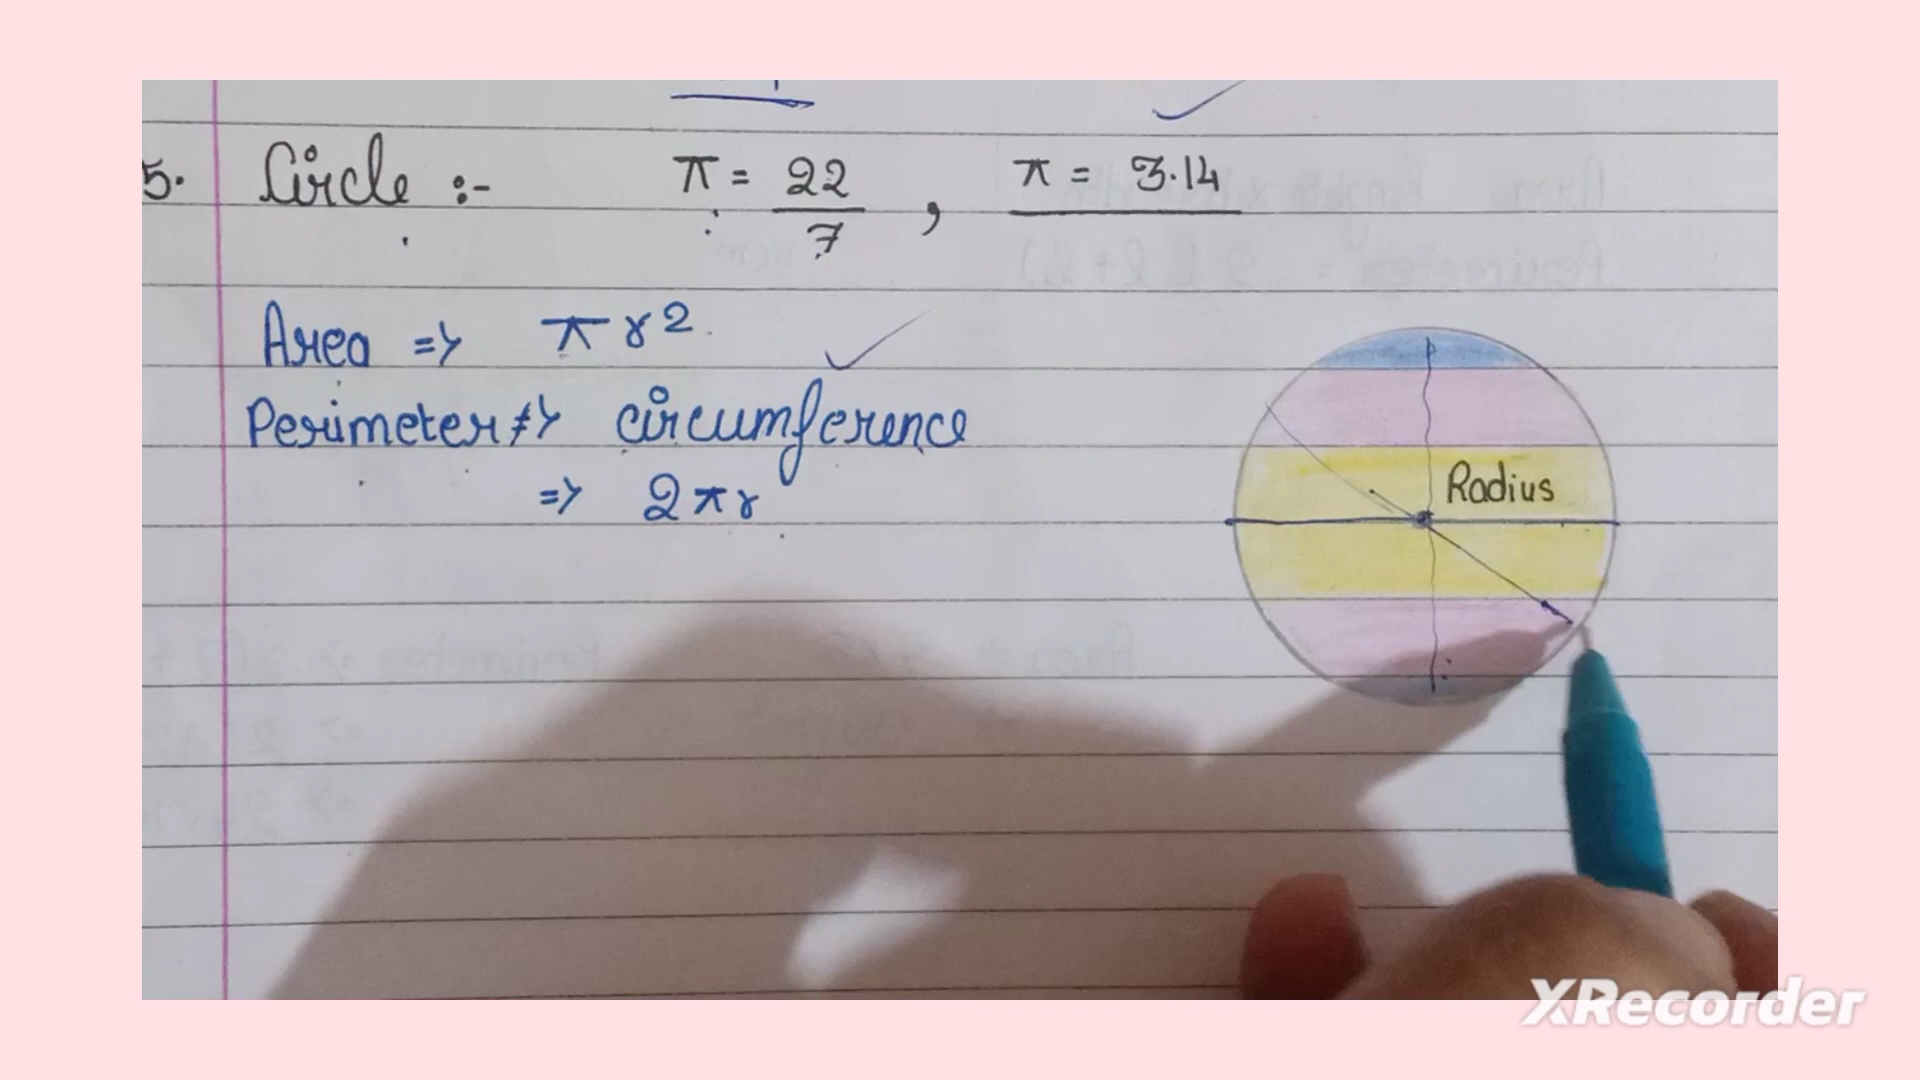 5. Circle :- π = 22/7 , π = 3.14
Area => πr²
Perimeter => circumference
=> 2πr
Radius
XRecorder